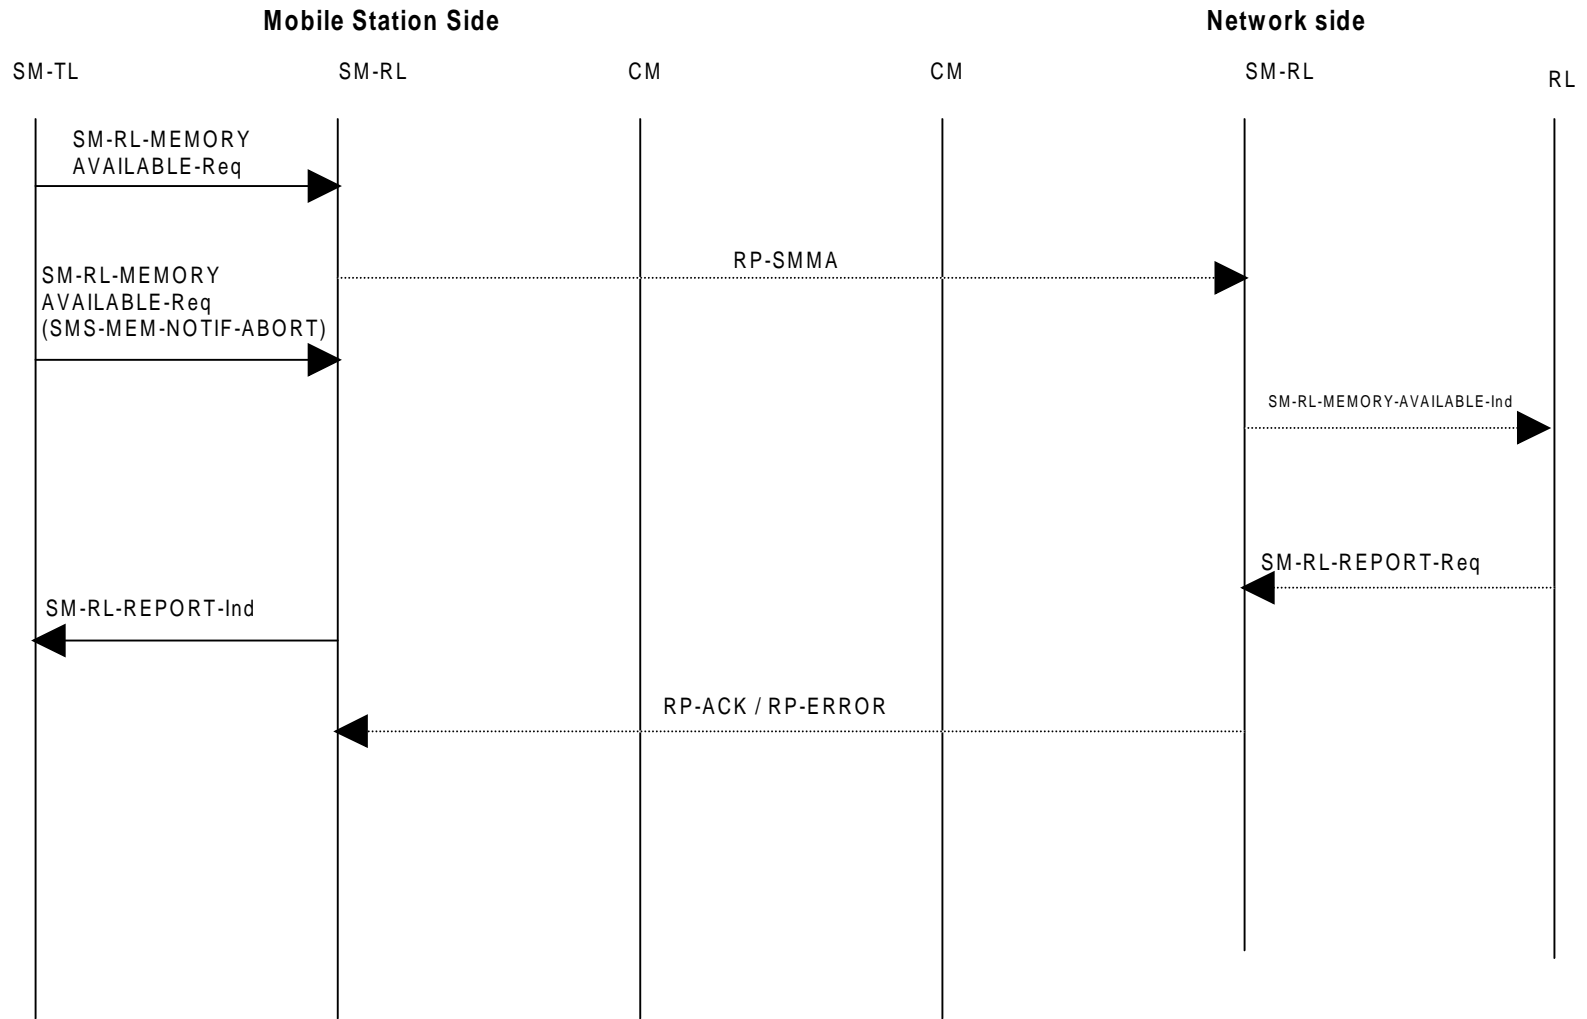 Mobile Station Side
Network side
SM-TL
SM-RL
CM
CM
SM-RL
RL
SM-RL-MEMORY
AVAILABLE-Req
RP-SMMA
SM-RL-MEMORY
AVAILABLE-Req
(SMS-MEM-NOTIF-ABORT)
SM-RL-MEMORY-AVAILABLE-Ind
SM-RL-REPORT-Req
SM-RL-REPORT-Ind
RP-ACK / RP-ERROR